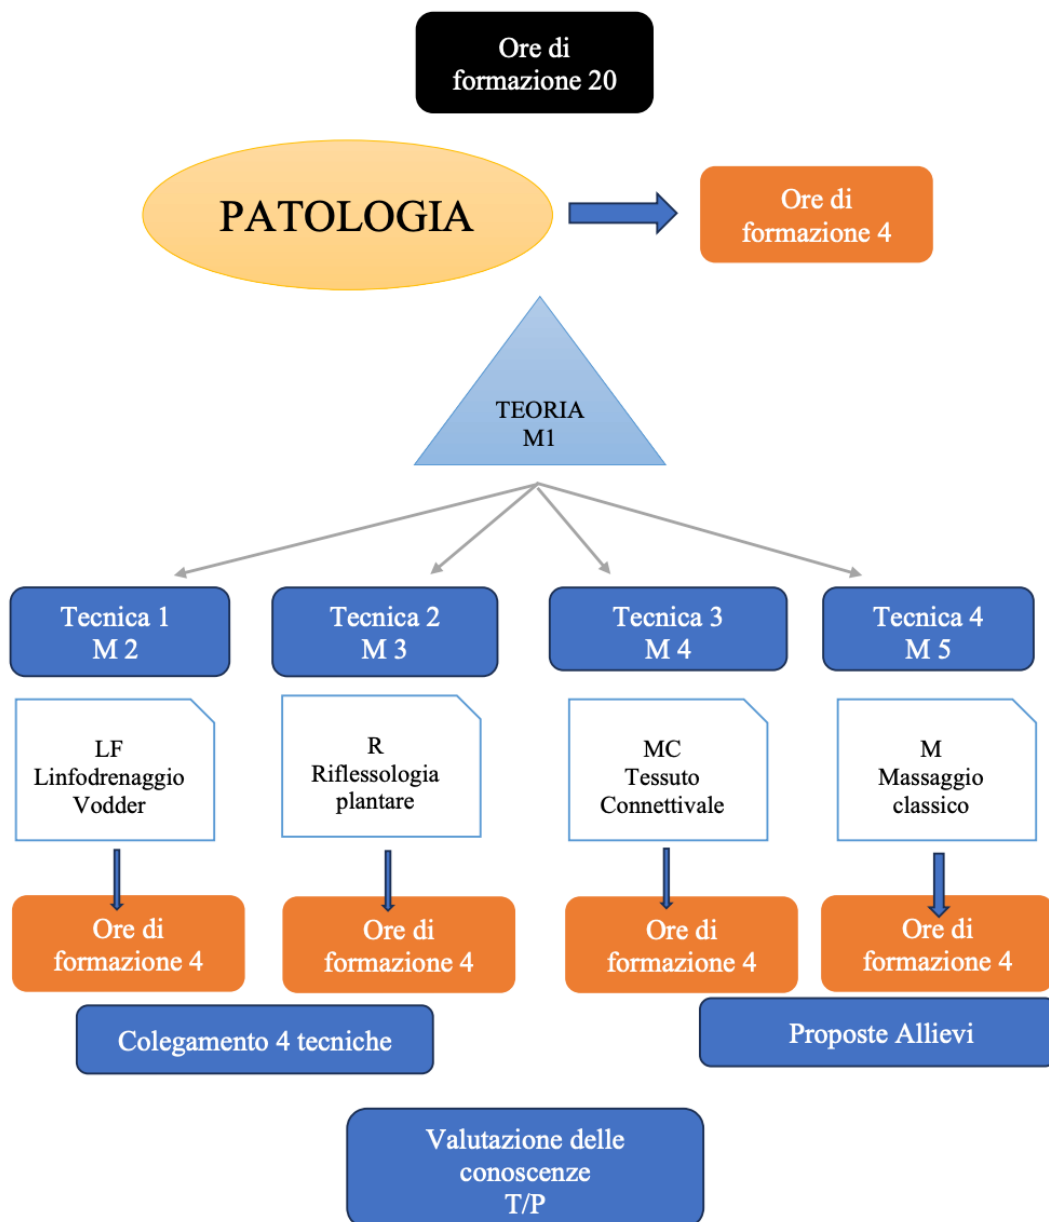 Ore di
formazione 20
PATOLOGIA
Ore di
formazione 4
TEORIA
M1
Tecnica 1
M 2
Tecnica 2
M 3
Tecnica 3
M 4
Tecnica 4
M 5
LF
Linfodrenaggio
Vodder
R
Riflessologia
plantare
MC
Tessuto
Connettivale
M
Massaggio
classico
Ore di
formazione 4
Ore di
formazione 4
Ore di
formazione 4
Ore di
formazione 4
Colegamento 4 tecniche
Proposte Allievi
Valutazione delle
conoscenze
T/P